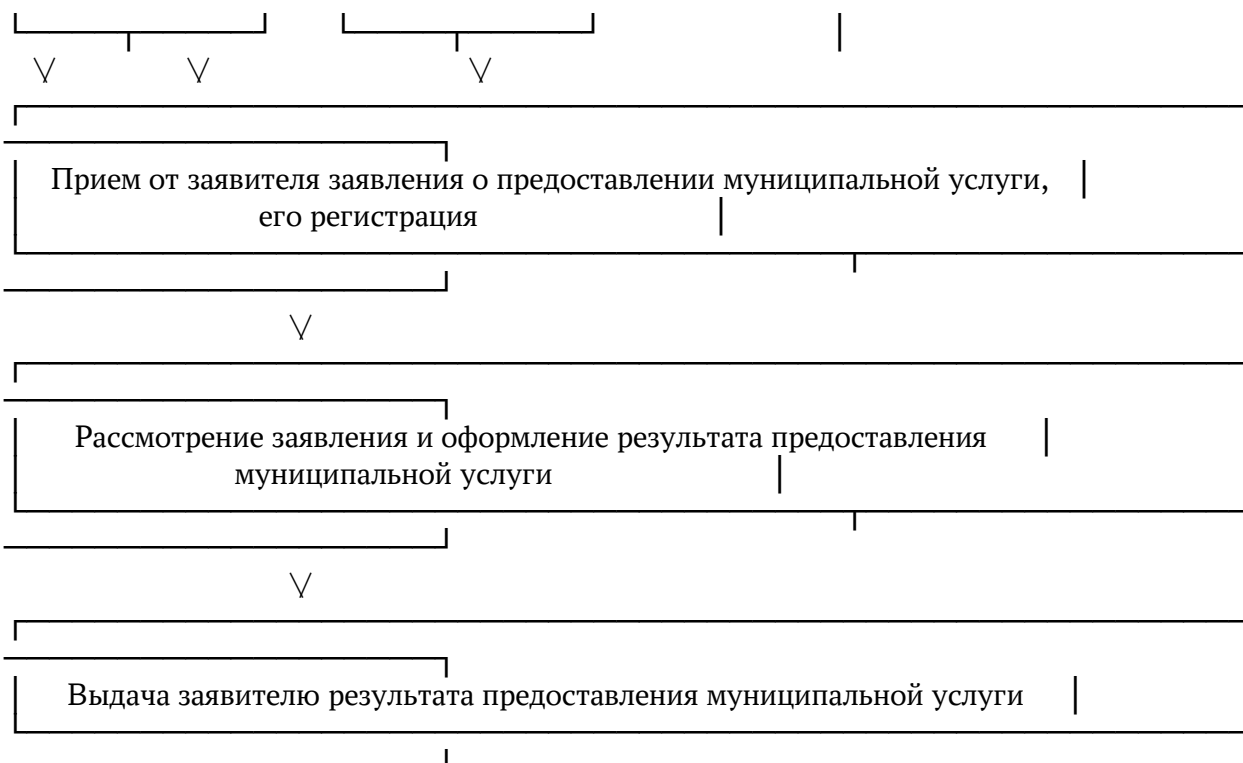 Прием от заявителя заявления о предоставлении муниципальной услуги,
его регистрация
Рассмотрение заявления и оформление результата предоставления
муниципальной услуги
Выдача заявителю результата предоставления муниципальной услуги